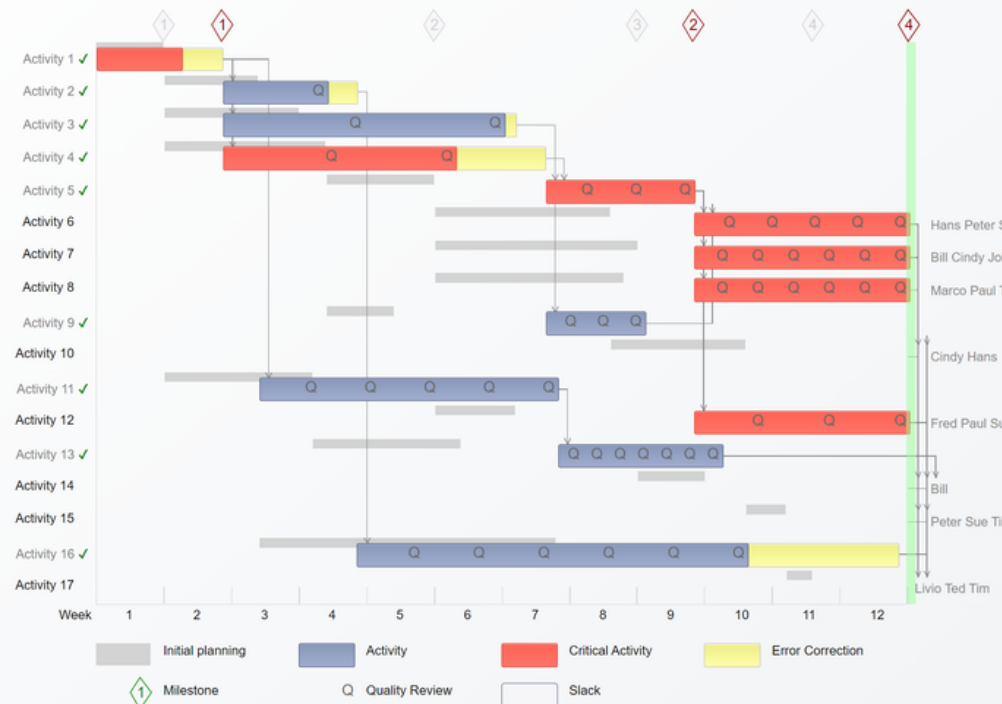 1 1 2 3 2 4 4
Activity 1 ✓
Activity 2 ✓ Q
Activity 3 ✓ Q Q
Activity 4 ✓ Q Q
Activity 5 ✓ Q Q Q
Activity 6 Q Q Q Q Q Hans Peter S
Activity 7 Q Q Q Q Q Q Bill Cindy Jo
Activity 8 Q Q Q Q Q Q Marco Paul T
Activity 9 ✓ Q Q Q
Activity 10 Cindy Hans
Activity 11 ✓ Q Q Q Q Q
Activity 12 Q Q Q Fred Paul Su
Activity 13 ✓ Q Q Q Q Q Q Q
Activity 14 Bill
Activity 15 Peter Sue Ti
Activity 16 ✓ Q Q Q Q Q Q
Activity 17 Livio Ted Tim
Week 1 2 3 4 5 6 7 8 9 10 11 12
Initial planning Activity Critical Activity Error Correction
1 Milestone Q Quality Review Slack